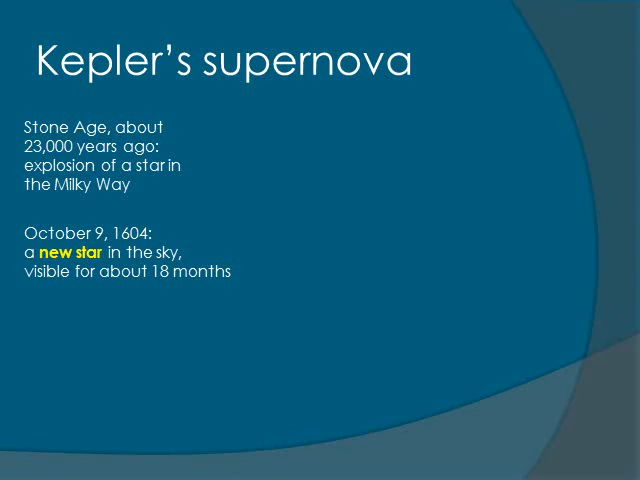 Kepler’s supernova
Stone Age, about
23,000 years ago:
explosion of a star in
the Milky Way
October 9, 1604:
a new star in the sky,
visible for about 18 months